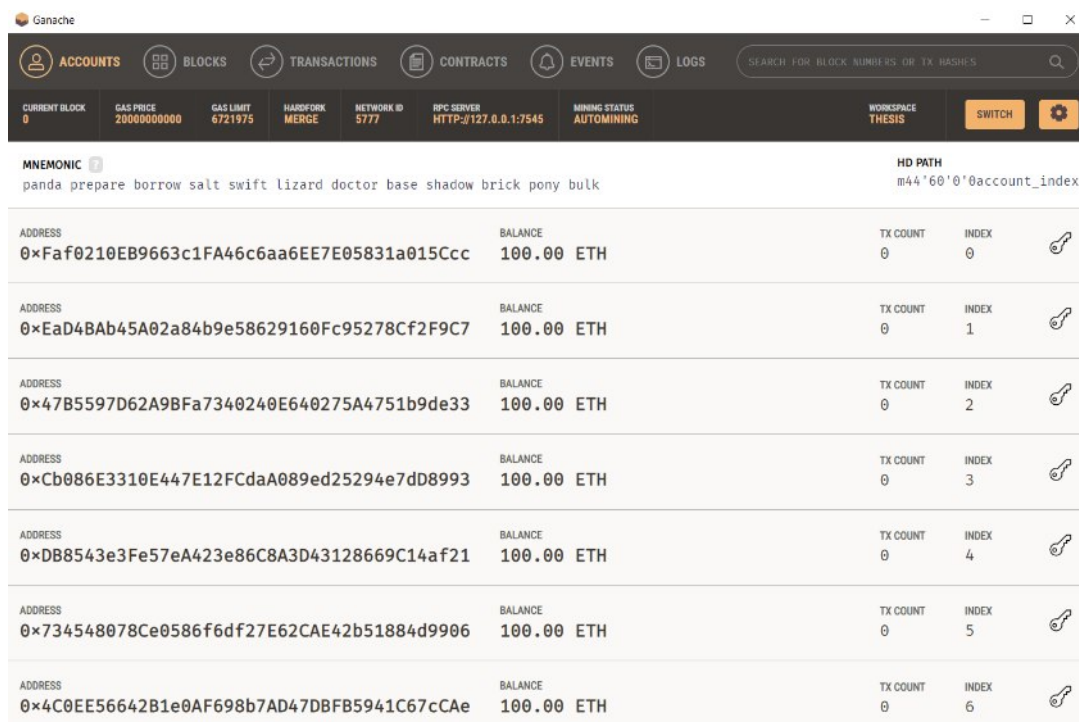 Ganache
ACCOUNTS BLOCKS TRANSACTIONS CONTRACTS EVENTS LOGS SEARCH FOR BLOCK NUMBERS OR TX HASHES
CURRENT BLOCK GAS PRICE GAS LIMIT HARDFORK NETWORK ID RPC SERVER MINING STATUS WORKSPACE
0 20000000000 6721975 MERGE 5777 HTTP://127.0.0.1:7545 AUTOMINING THESIS SWITCH
MNEMONIC ? HD PATH
panda prepare borrow salt swift lizard doctor base shadow brick pony bulk m44'60'0'0account_index
ADDRESS BALANCE TX COUNT INDEX
0×Faf0210EB9663c1FA46c6aa6EE7E05831a015Ccc 100.00 ETH 0 0
ADDRESS BALANCE TX COUNT INDEX
0×EaD4BAb45A02a84b9e58629160Fc95278Cf2F9C7 100.00 ETH 0 1
ADDRESS BALANCE TX COUNT INDEX
0×47B5597D62A9BFa7340240E640275A4751b9de33 100.00 ETH 0 2
ADDRESS BALANCE TX COUNT INDEX
0×Cb086E3310E447E12FCdaA089ed25294e7dD8993 100.00 ETH 0 3
ADDRESS BALANCE TX COUNT INDEX
0×DB8543e3Fe57eA423e86C8A3D43128669C14af21 100.00 ETH 0 4
ADDRESS BALANCE TX COUNT INDEX
0×734548078Ce0586f6df27E62CAE42b51884d9906 100.00 ETH 0 5
ADDRESS BALANCE TX COUNT INDEX
0×4C0EE56642B1e0AF698b7AD47DBFB5941C67cCAe 100.00 ETH 0 6